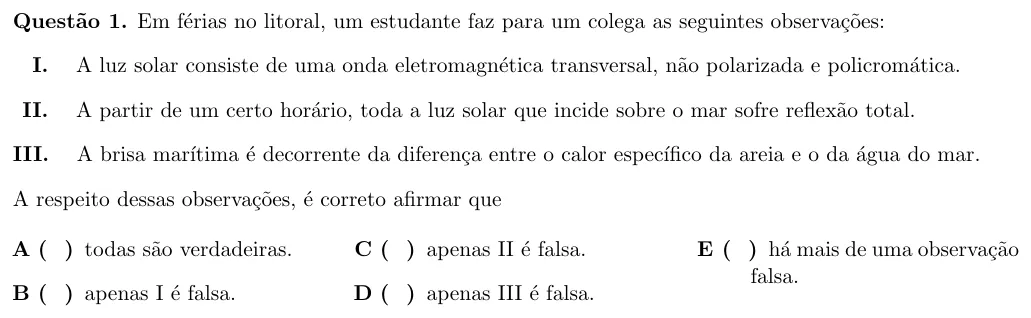 Questão 1. Em férias no litoral, um estudante faz para um colega as seguintes observações:
I. A luz solar consiste de uma onda eletromagnética transversal, não polarizada e policromática.
II. A partir de um certo horário, toda a luz solar que incide sobre o mar sofre reflexão total.
III. A brisa marítima é decorrente da diferença entre o calor específico da areia e o da água do mar.
A respeito dessas observações, é correto afirmar que
A ( ) todas são verdadeiras.
B ( ) apenas I é falsa.
C ( ) apenas II é falsa.
D ( ) apenas III é falsa.
E ( ) há mais de uma observação
falsa.